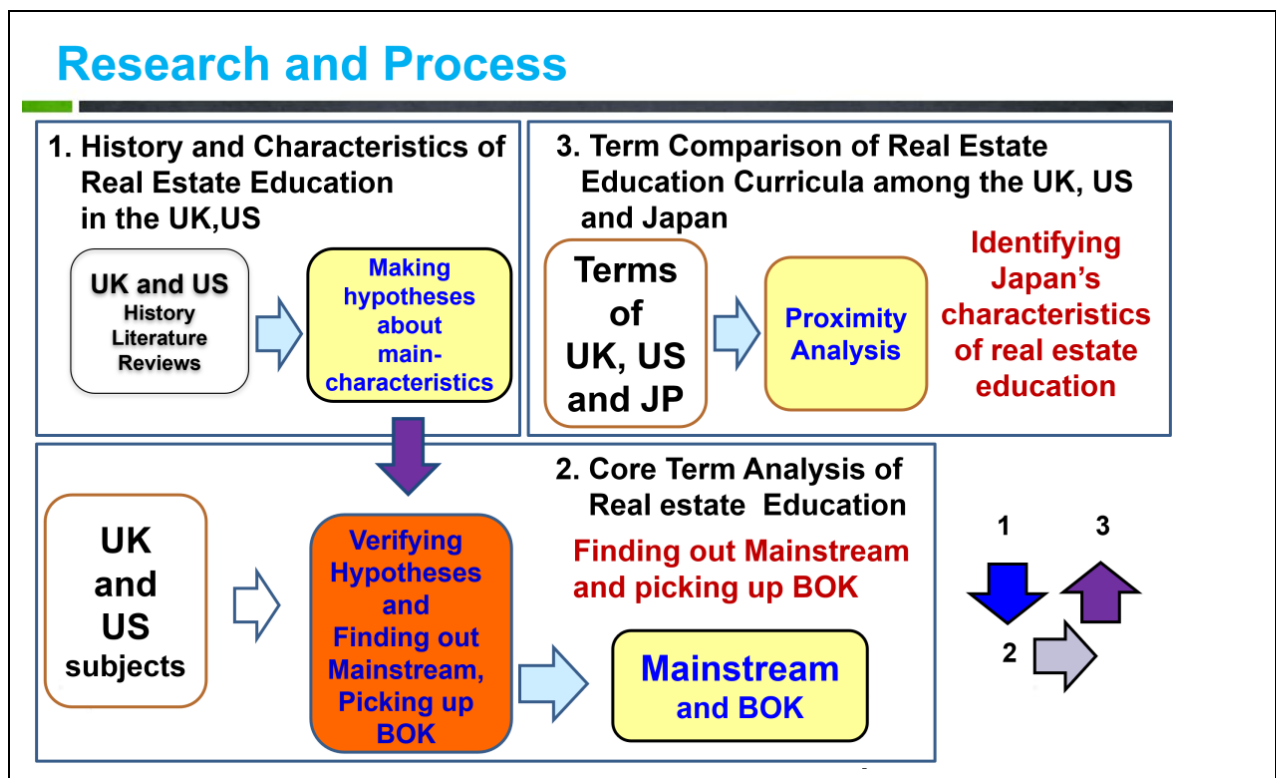 Research and Process
1. History and Characteristics of
Real Estate Education
in the UK,US
UK and US
History
Literature
Reviews
Making
hypotheses
about
main-
characteristics
3. Term Comparison of Real Estate
Education Curricula among the UK, US
and Japan
Terms
of
UK, US
and JP
Proximity
Analysis
Identifying
Japan's
characteristics
of real estate
education
2. Core Term Analysis of
Real estate Education
Finding out Mainstream
and picking up BOK
UK
and
US
subjects
Verifying
Hypotheses
and
Finding out
Mainstream,
Picking up
BOK
Mainstream
and BOK
1
3
2